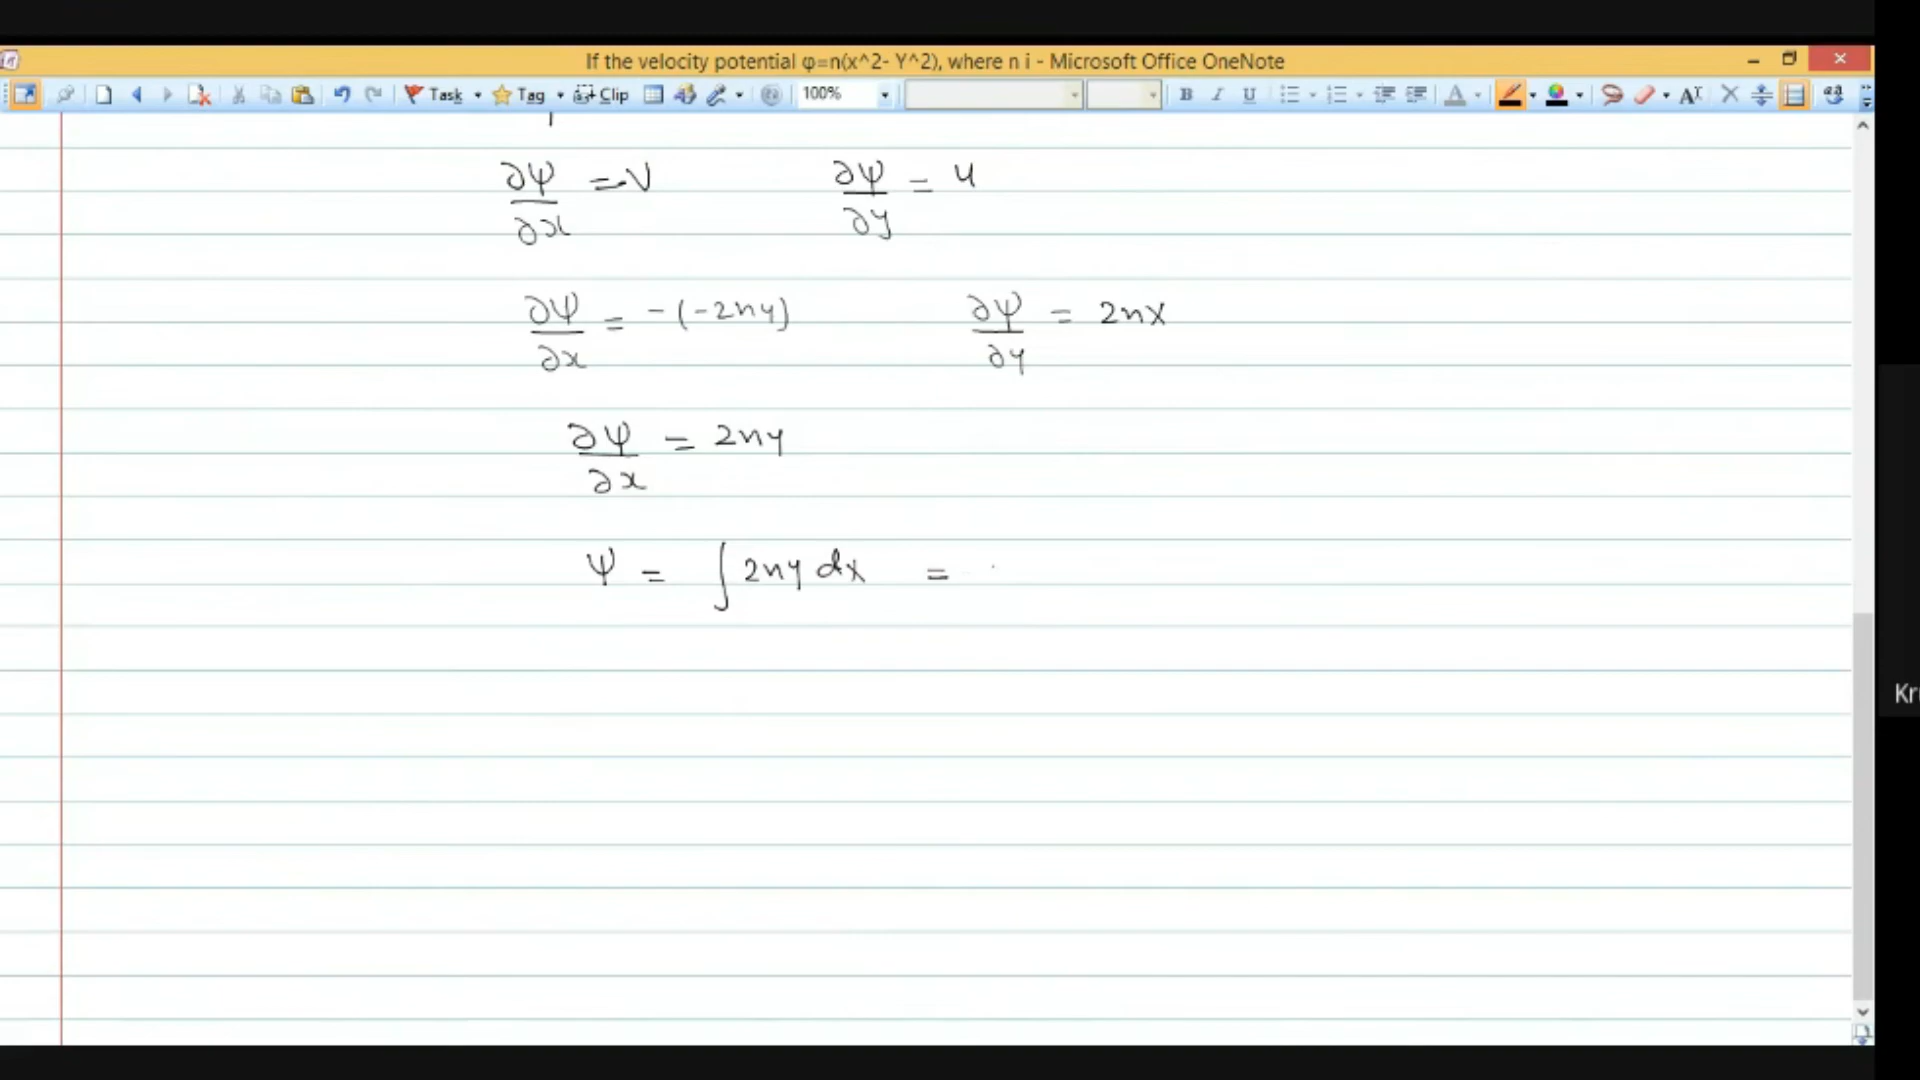 If the velocity potential φ=n(x^2- Y^2), where n i - Microsoft Office OneNote
Task Tag Clip 100% B I U
∂ψ/∂x = -v ∂ψ/∂y = u
∂ψ/∂x = -(-2ny) ∂ψ/∂y = 2nx
∂ψ/∂x = 2ny
ψ = ∫ 2ny dx =
Kr